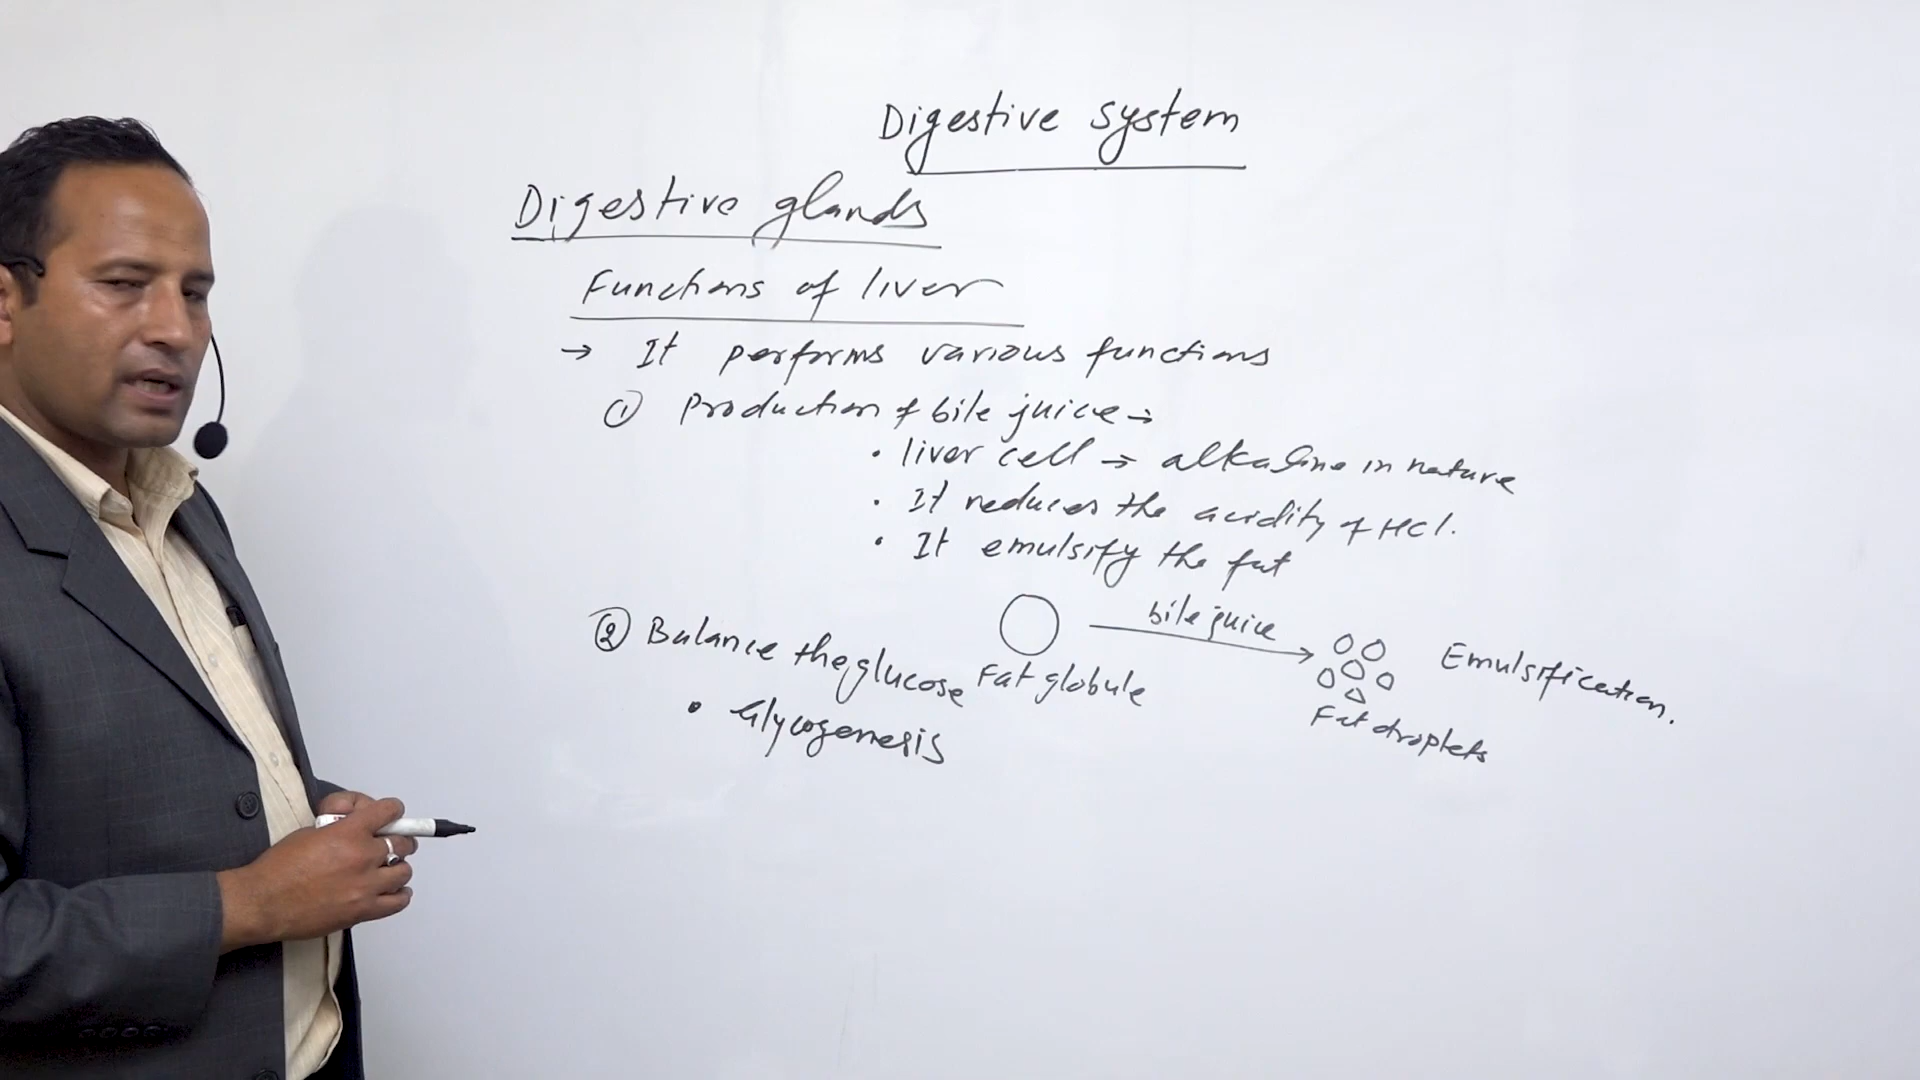 Digestive system
Digestive glands
Functions of liver
→ It performs various functions
① Production of bile juice →
• liver cell → alkaline in nature
• It reduces the acidity of HCl.
• It emulsify the fat
② Balance the glucose
• Glycogenesis
bile juice
Fat globule
Emulsification.
Fat droplets